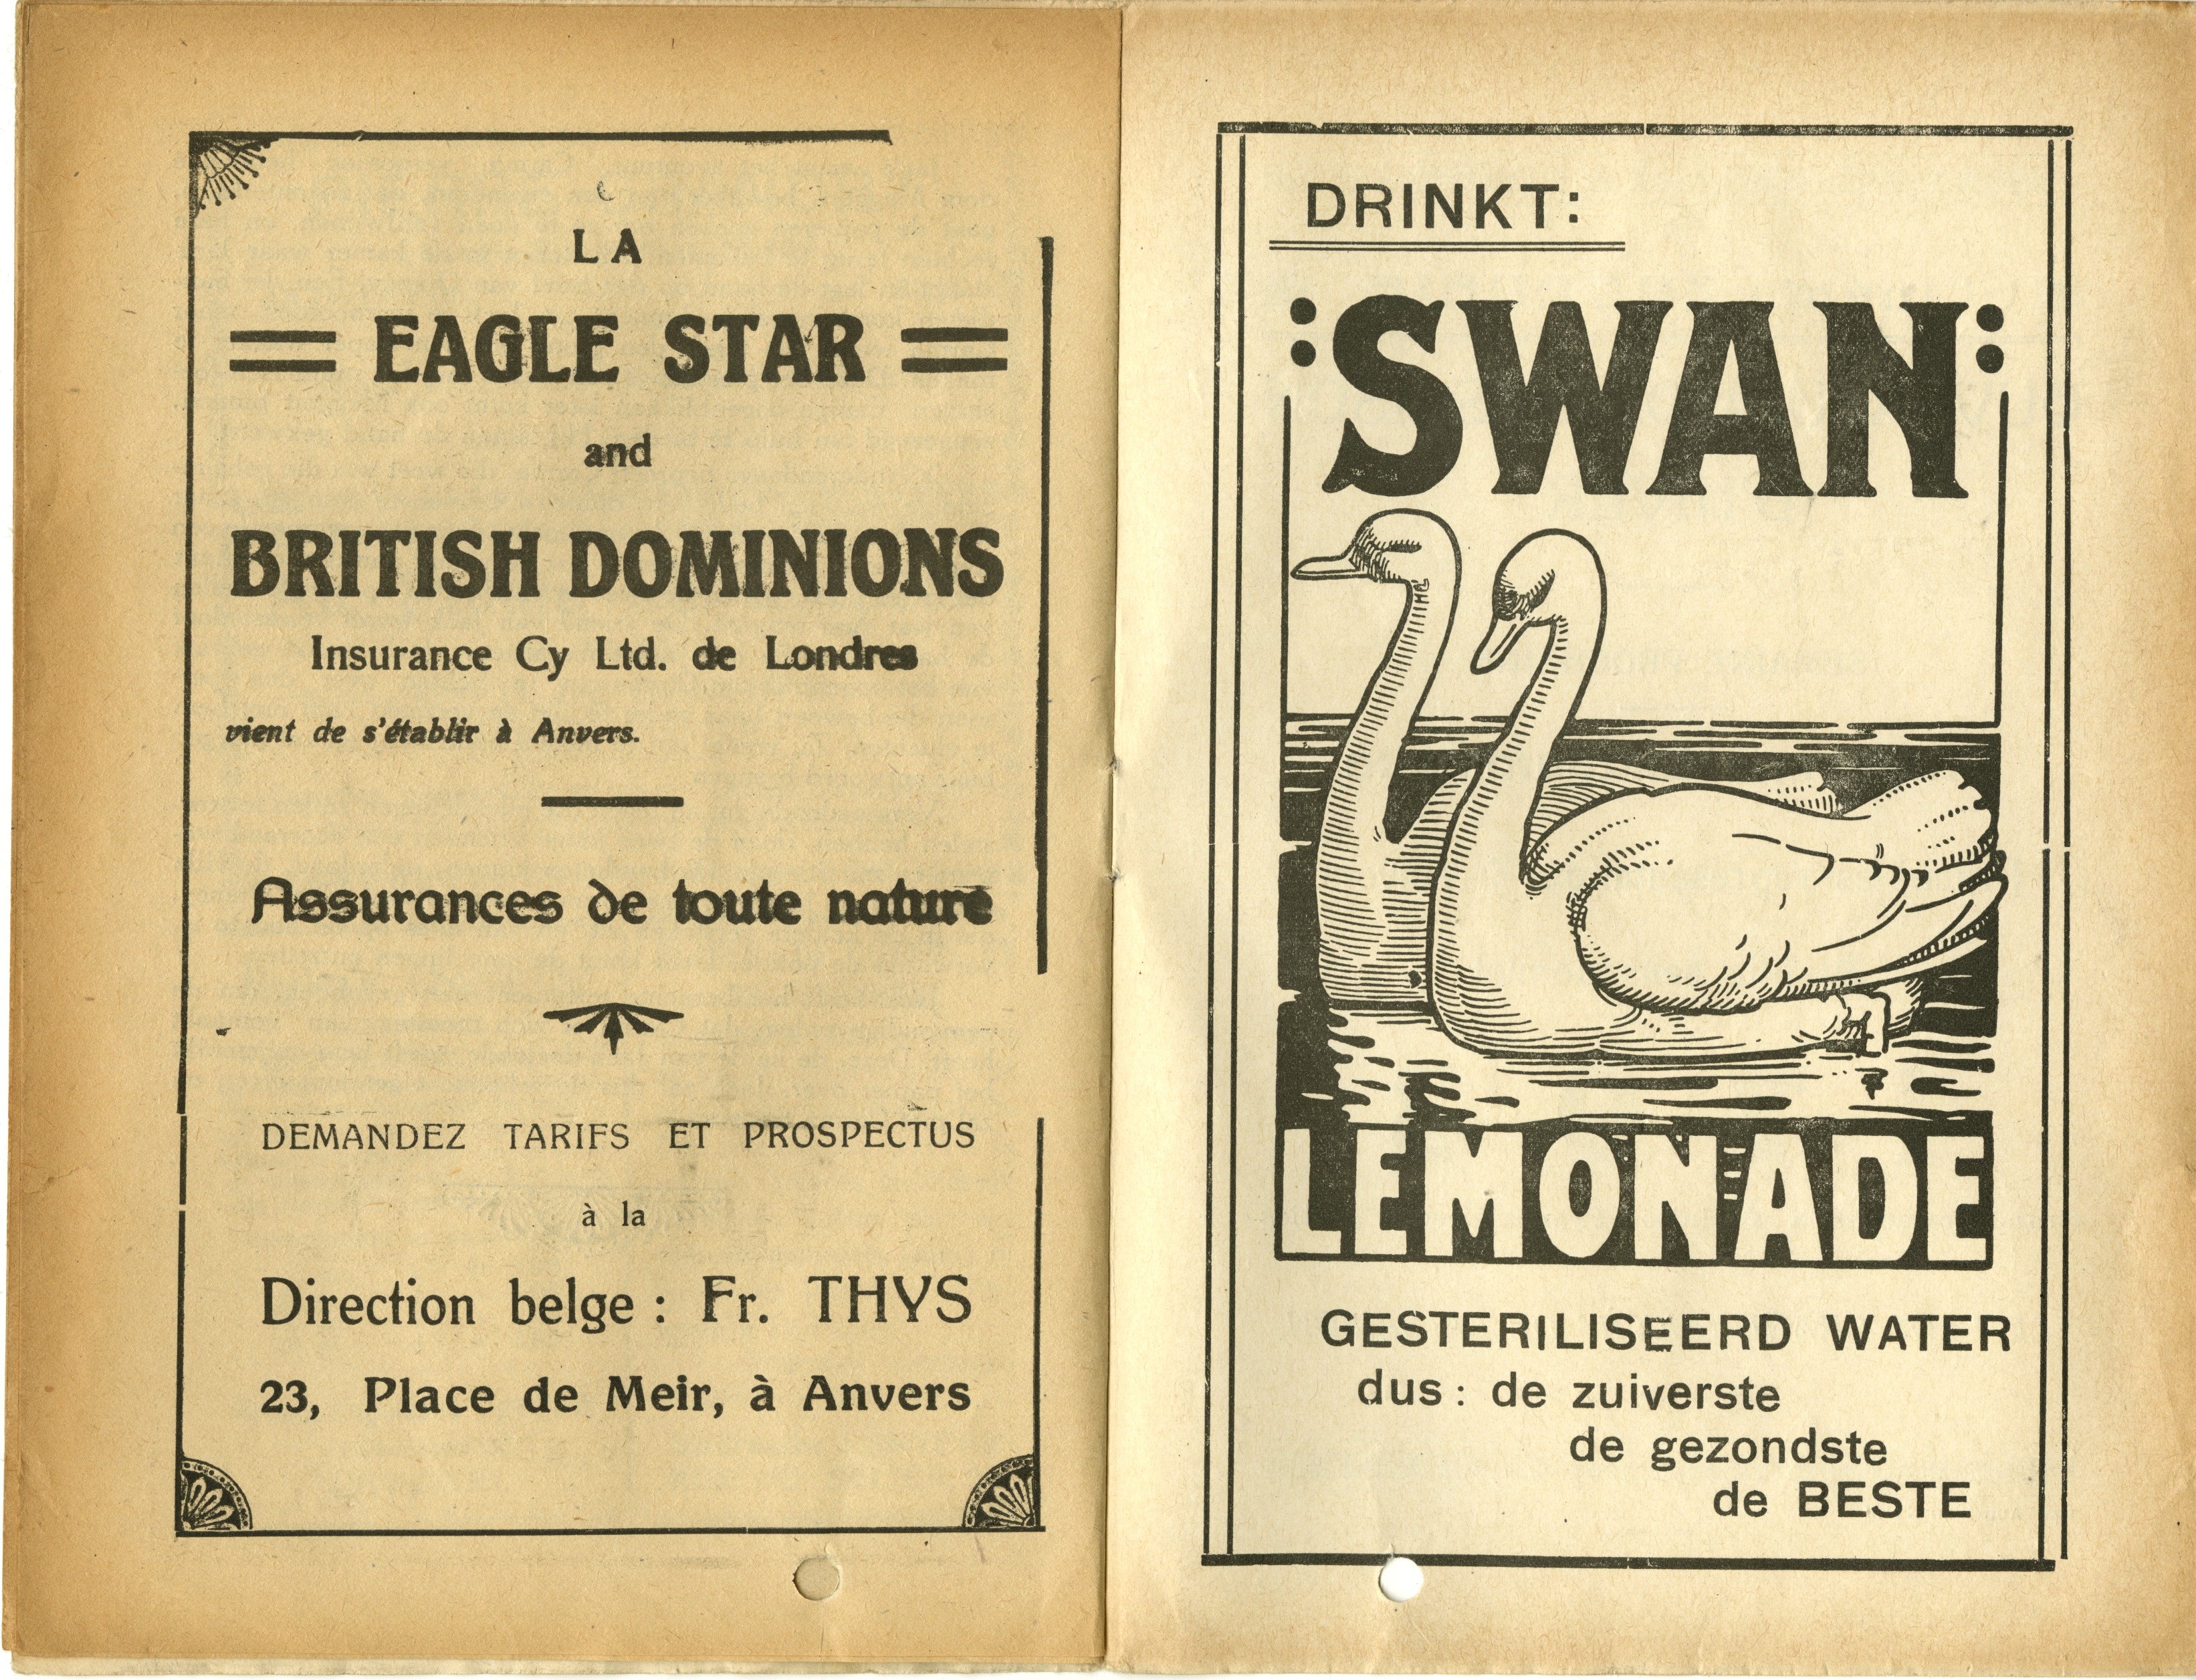 LA
EAGLE STAR
and
BRITISH DOMINIONS
Insurance Cy Ltd. de Londres
vient de s'établir à Anvers.
Assurances de toute nature
DEMANDEZ TARIFS ET PROSPECTUS
à la
Direction belge : Fr. THYS
23, Place de Meir, à Anvers
DRINKT:
:SWAN:
LEMONADE
GESTERILISEERD WATER
dus : de zuiverste
de gezondste
de BESTE